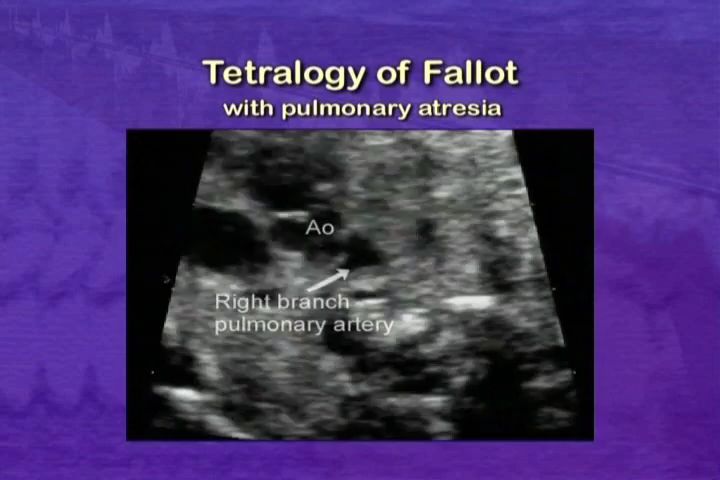 Tetralogy of Fallot
with pulmonary atresia
Ao
Right branch
pulmonary artery